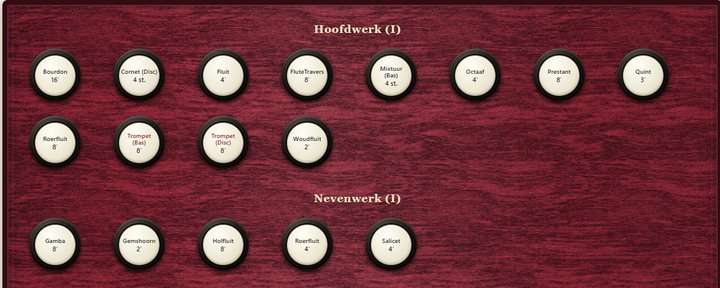 Hoofdwerk (I)
Bourdon
16'
Cornet (Disc)
4 st.
Fluit
4'
FluteTravers
8'
Mixtuur
(Bas)
4 st.
Octaaf
4'
Prestant
8'
Quint
3'
Roerfluit
8'
Trompet
(Bas)
8'
Trompet
(Disc)
8'
Woudfluit
2'
Nevenwerk (I)
Gamba
8'
Gemshoorn
2'
Holfluit
8'
Roerfluit
4'
Salicet
4'